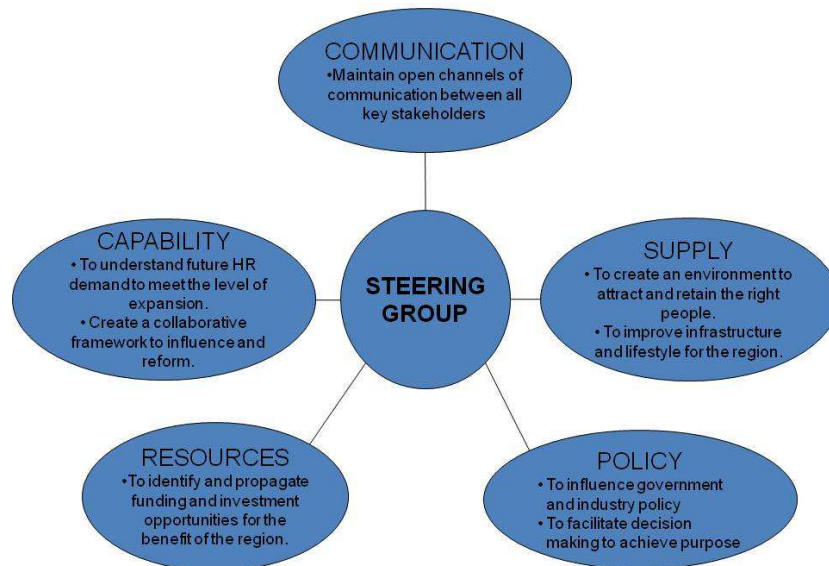 COMMUNICATION
•Maintain open channels of
communication between all
key stakeholders
CAPABILITY
• To understand future HR
demand to meet the level of
expansion.
• Create a collaborative
framework to influence and
reform.
STEERING
GROUP
SUPPLY
• To create an environment to
attract and retain the right
people.
• To improve infrastructure
and lifestyle for the region.
RESOURCES
•To identify and propagate
funding and investment
opportunities for the
benefit of the region.
POLICY
• To influence government
and industry policy
• To facilitate decision
making to achieve purpose